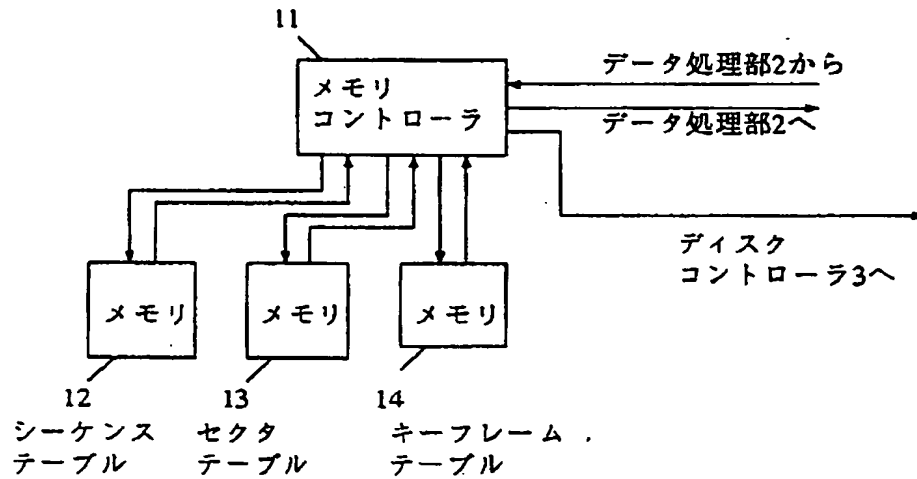 11
メモリ
コントローラ
データ処理部2から
データ処理部2へ
ディスク
コントローラ3へ
メモリ
メモリ
メモリ
12
13
14
シーケンス
テーブル
セクタ
テーブル
キーフレーム
テーブル